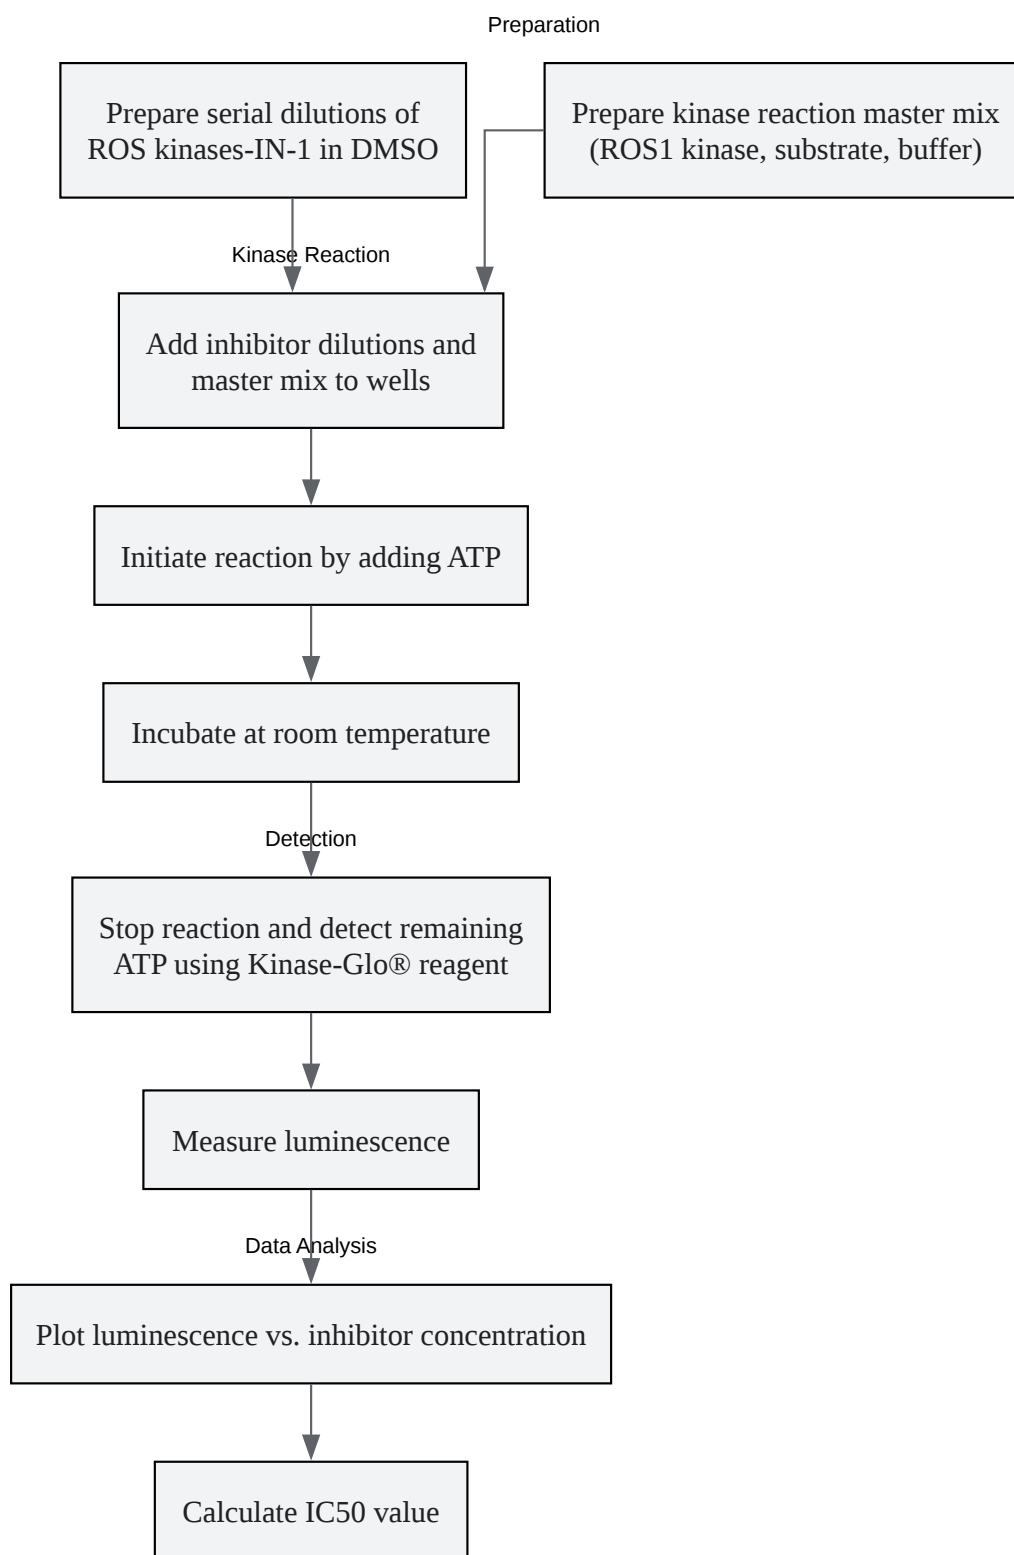 Preparation
Prepare serial dilutions of
ROS kinases-IN-1 in DMSO
Prepare kinase reaction master mix
(ROS1 kinase, substrate, buffer)
Kinase Reaction
Add inhibitor dilutions and
master mix to wells
Initiate reaction by adding ATP
Incubate at room temperature
Detection
Stop reaction and detect remaining
ATP using Kinase-Glo® reagent
Measure luminescence
Data Analysis
Plot luminescence vs. inhibitor concentration
Calculate IC50 value